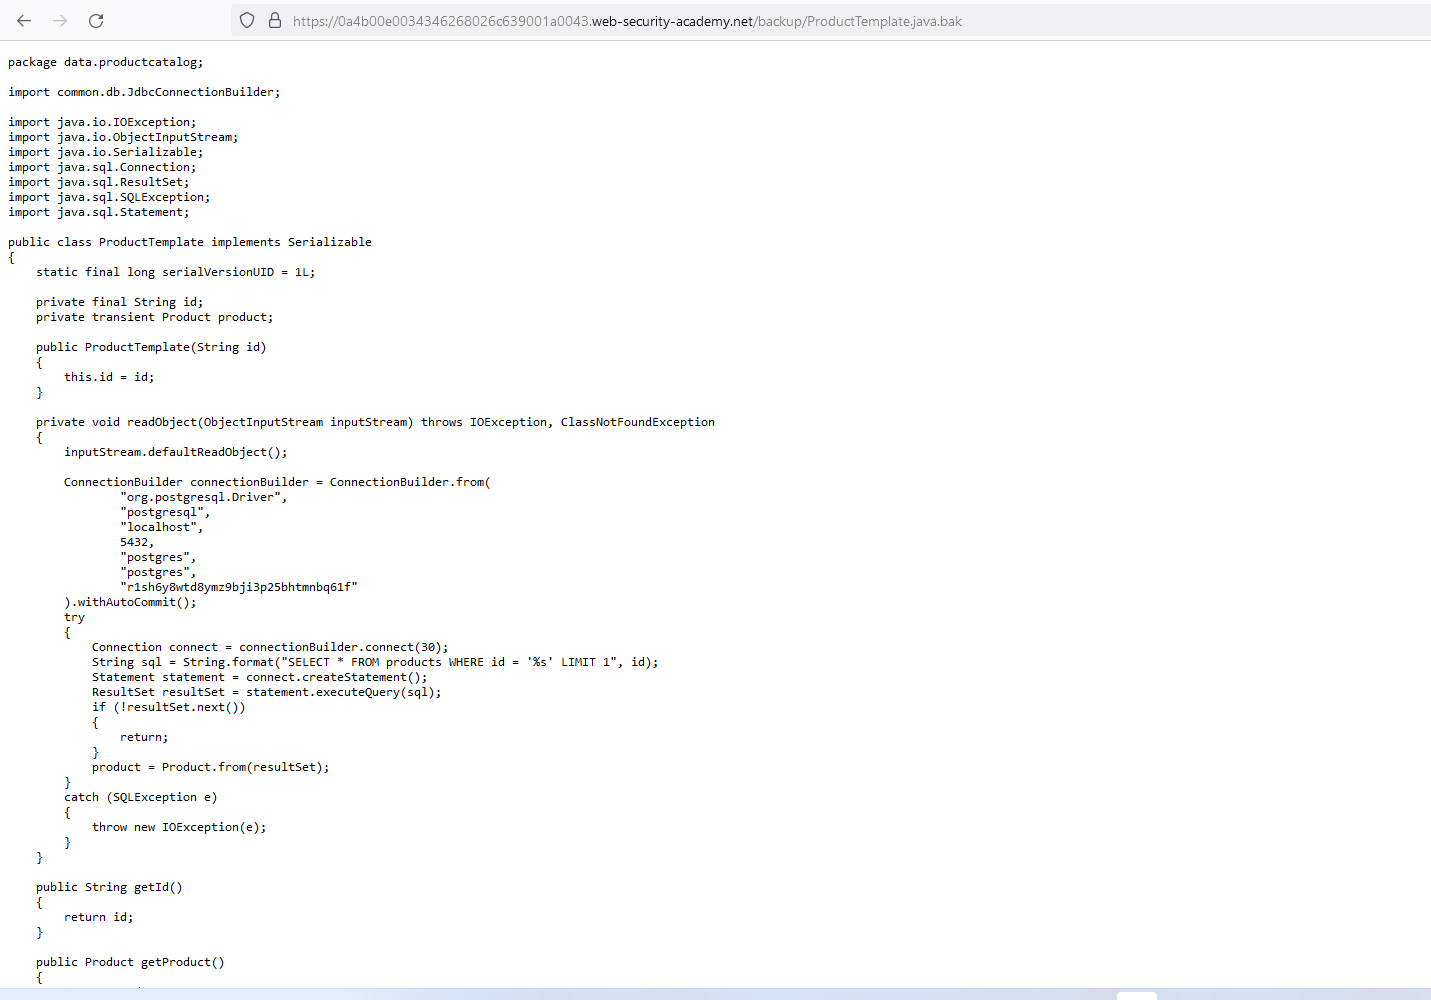 https://0a4b00e0034346268026c639001a0043.web-security-academy.net/backup/ProductTemplate.java.bak
package data.productcatalog;
import common.db.JdbcConnectionBuilder;
import java.io.IOException;
import java.io.ObjectInputStream;
import java.io.Serializable;
import java.sql.Connection;
import java.sql.ResultSet;
import java.sql.SQLException;
import java.sql.Statement;
public class ProductTemplate implements Serializable
{
    static final long serialVersionUID = 1L;
    private final String id;
    private transient Product product;
    public ProductTemplate(String id)
    {
        this.id = id;
    }
    private void readObject(ObjectInputStream inputStream) throws IOException, ClassNotFoundException
    {
        inputStream.defaultReadObject();
        ConnectionBuilder connectionBuilder = ConnectionBuilder.from(
                "org.postgresql.Driver",
                "postgresql",
                "localhost",
                5432,
                "postgres",
                "postgres",
                "r1sh6y8wtd8ymz9bji3p25bhtmnbq61f"
        ).withAutoCommit();
        try
        {
            Connection connect = connectionBuilder.connect(30);
            String sql = String.format("SELECT * FROM products WHERE id = '%s' LIMIT 1", id);
            Statement statement = connect.createStatement();
            ResultSet resultSet = statement.executeQuery(sql);
            if (!resultSet.next())
            {
                return;
            }
            product = Product.from(resultSet);
        }
        catch (SQLException e)
        {
            throw new IOException(e);
        }
    }
    public String getId()
    {
        return id;
    }
    public Product getProduct()
    {